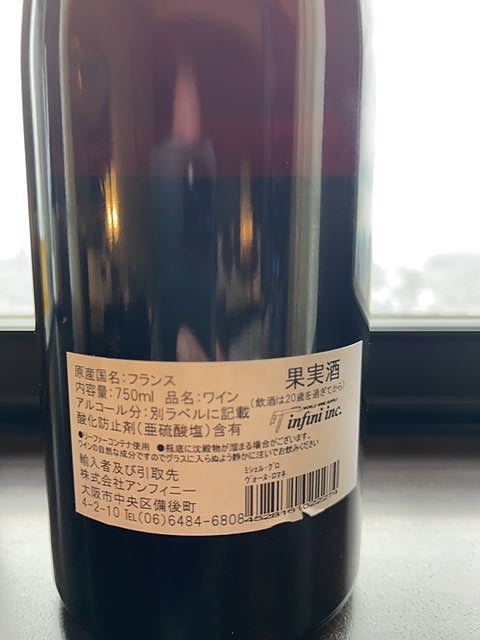 原産国名:フランス
内容量:750ml 品名:ワイン
アルコール分:別ラベルに記載
酸化防止剤(亜硫酸塩)含有
果実酒
(飲酒は20歳を過ぎてから)
WORLD WINE SUPPLY
infini inc.
●リーファーコンテナ使用 ●瓶底に沈殿物が溜まる場合がございます。
ワインの自然な成分ですのでグラスに入らぬよう静かに注いでお飲みください
輸入者及び引取先
株式会社アンフィニー
大阪市中央区備後町
4-2-10 TEL(06)6484-6808
ミシェル・グロ
ヴォーヌ・ロマネ